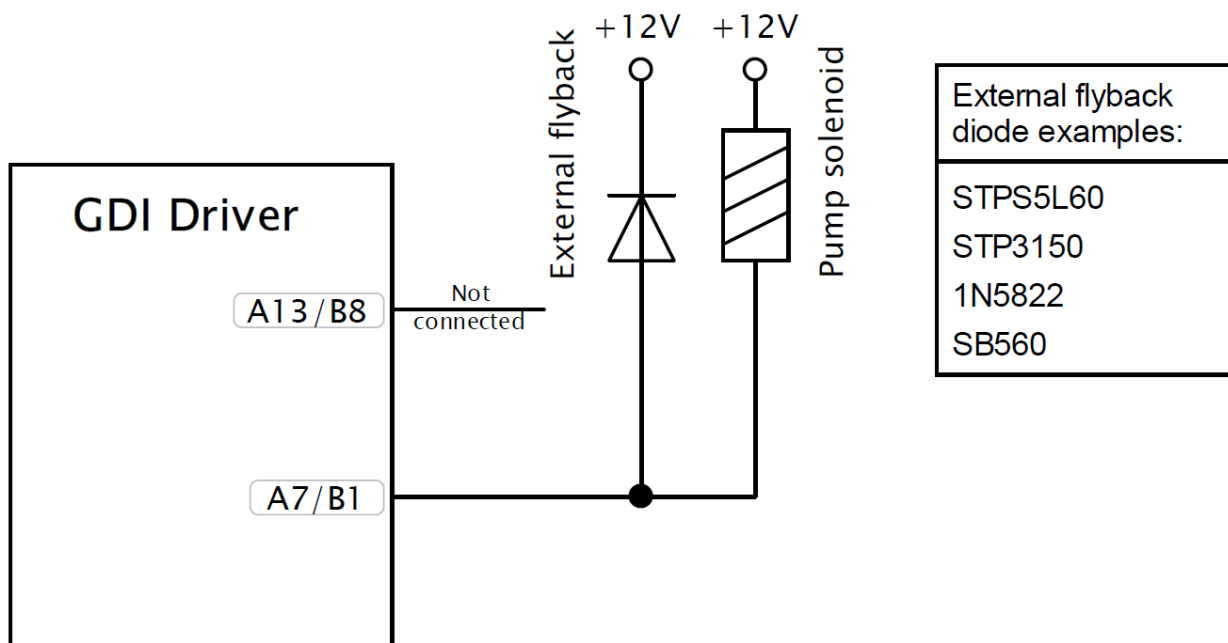 +12V
+12V
External flyback
Pump solenoid
External flyback
diode examples:
STPS5L60
STP3150
1N5822
SB560
GDI Driver
A13/B8
Not
connected
A7/B1